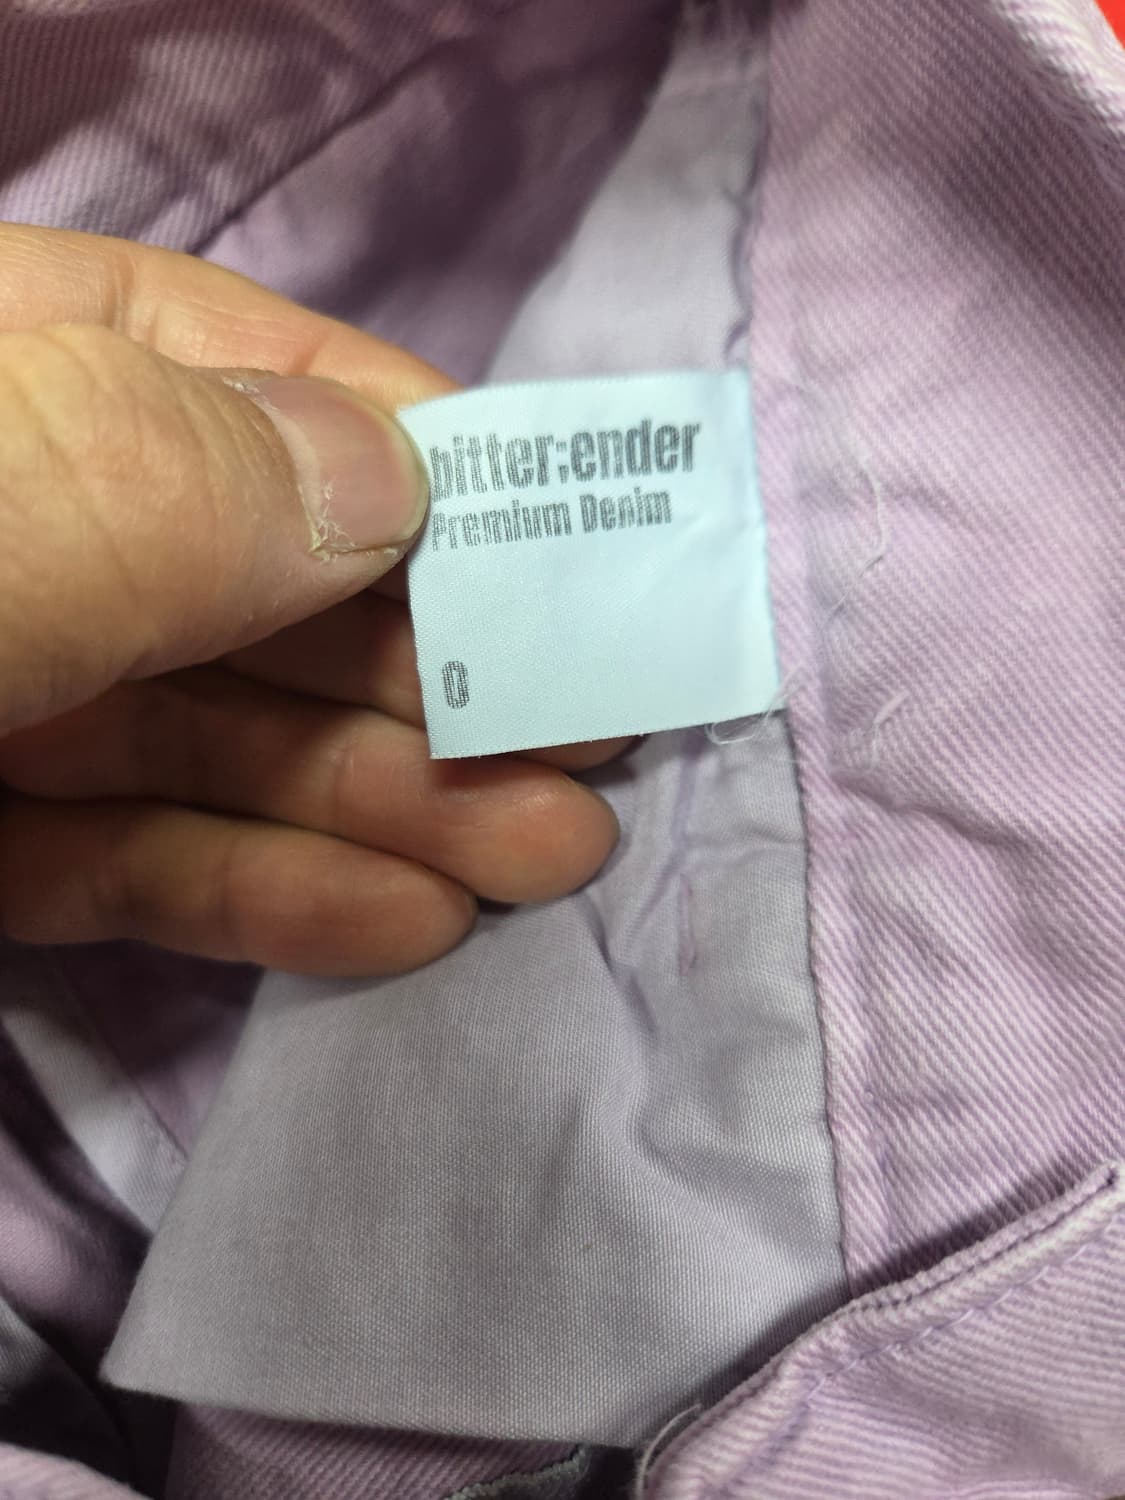 bitter;ender
Premium Denim
0